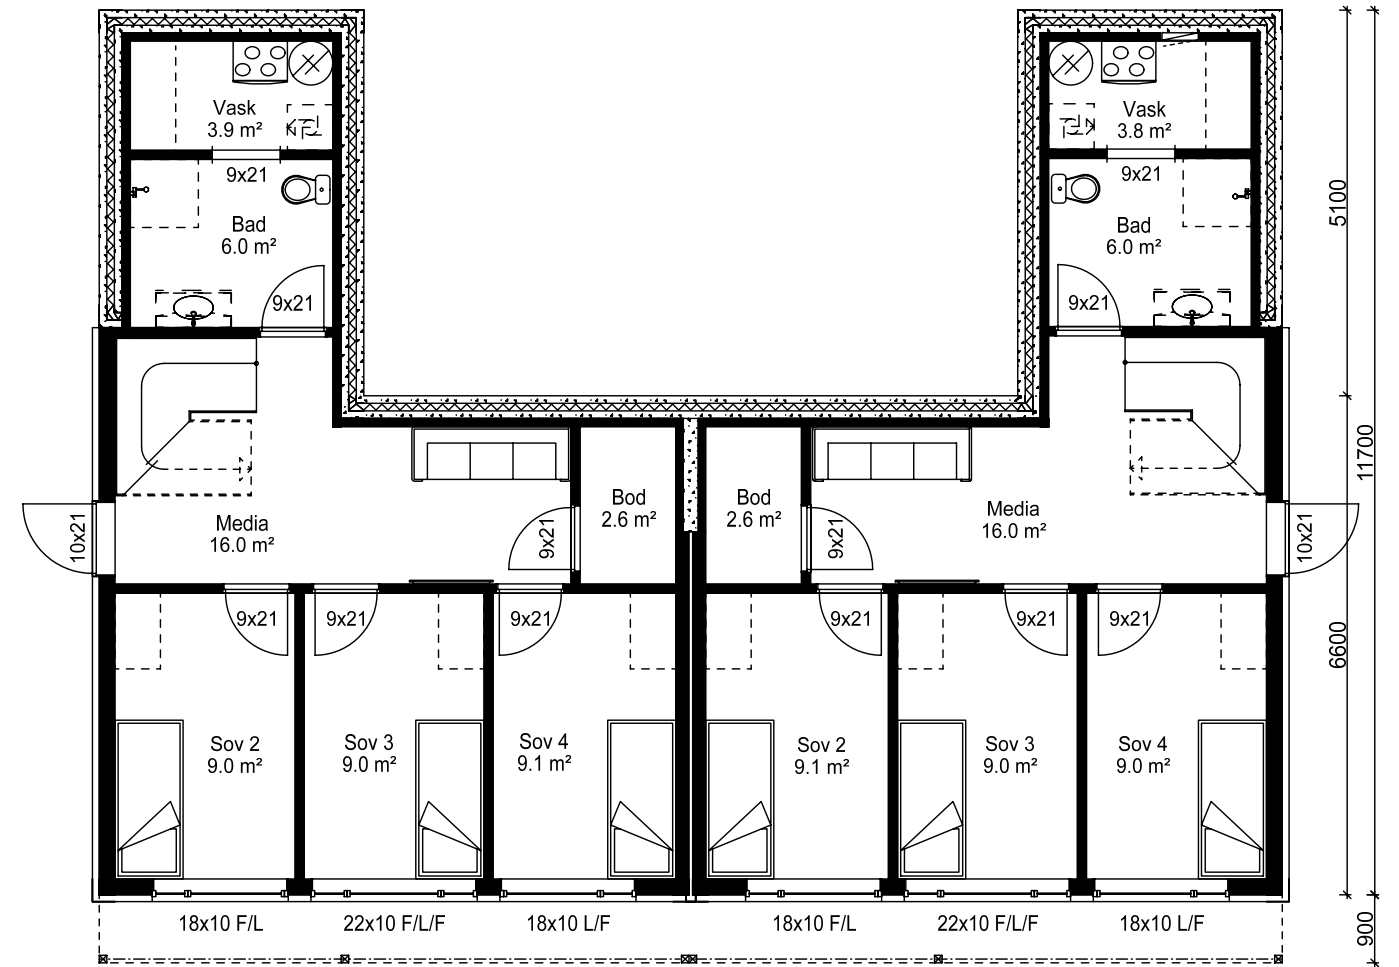 Vask
3.9 m²
Vask
3.8 m²
9x21
9x21
5100
Bad
6.0 m²
Bad
6.0 m²
9x21
9x21
11700
Media
16.0 m²
Bod
2.6 m²
Bod
2.6 m²
Media
16.0 m²
10x21
9x21
9x21
10x21
9x21
9x21
9x21
9x21
9x21
9x21
6600
Sov 2
9.0 m²
Sov 3
9.0 m²
Sov 4
9.1 m²
Sov 2
9.1 m²
Sov 3
9.0 m²
Sov 4
9.0 m²
18x10 F/L
22x10 F/L/F
18x10 L/F
18x10 F/L
22x10 F/L/F
18x10 L/F
900